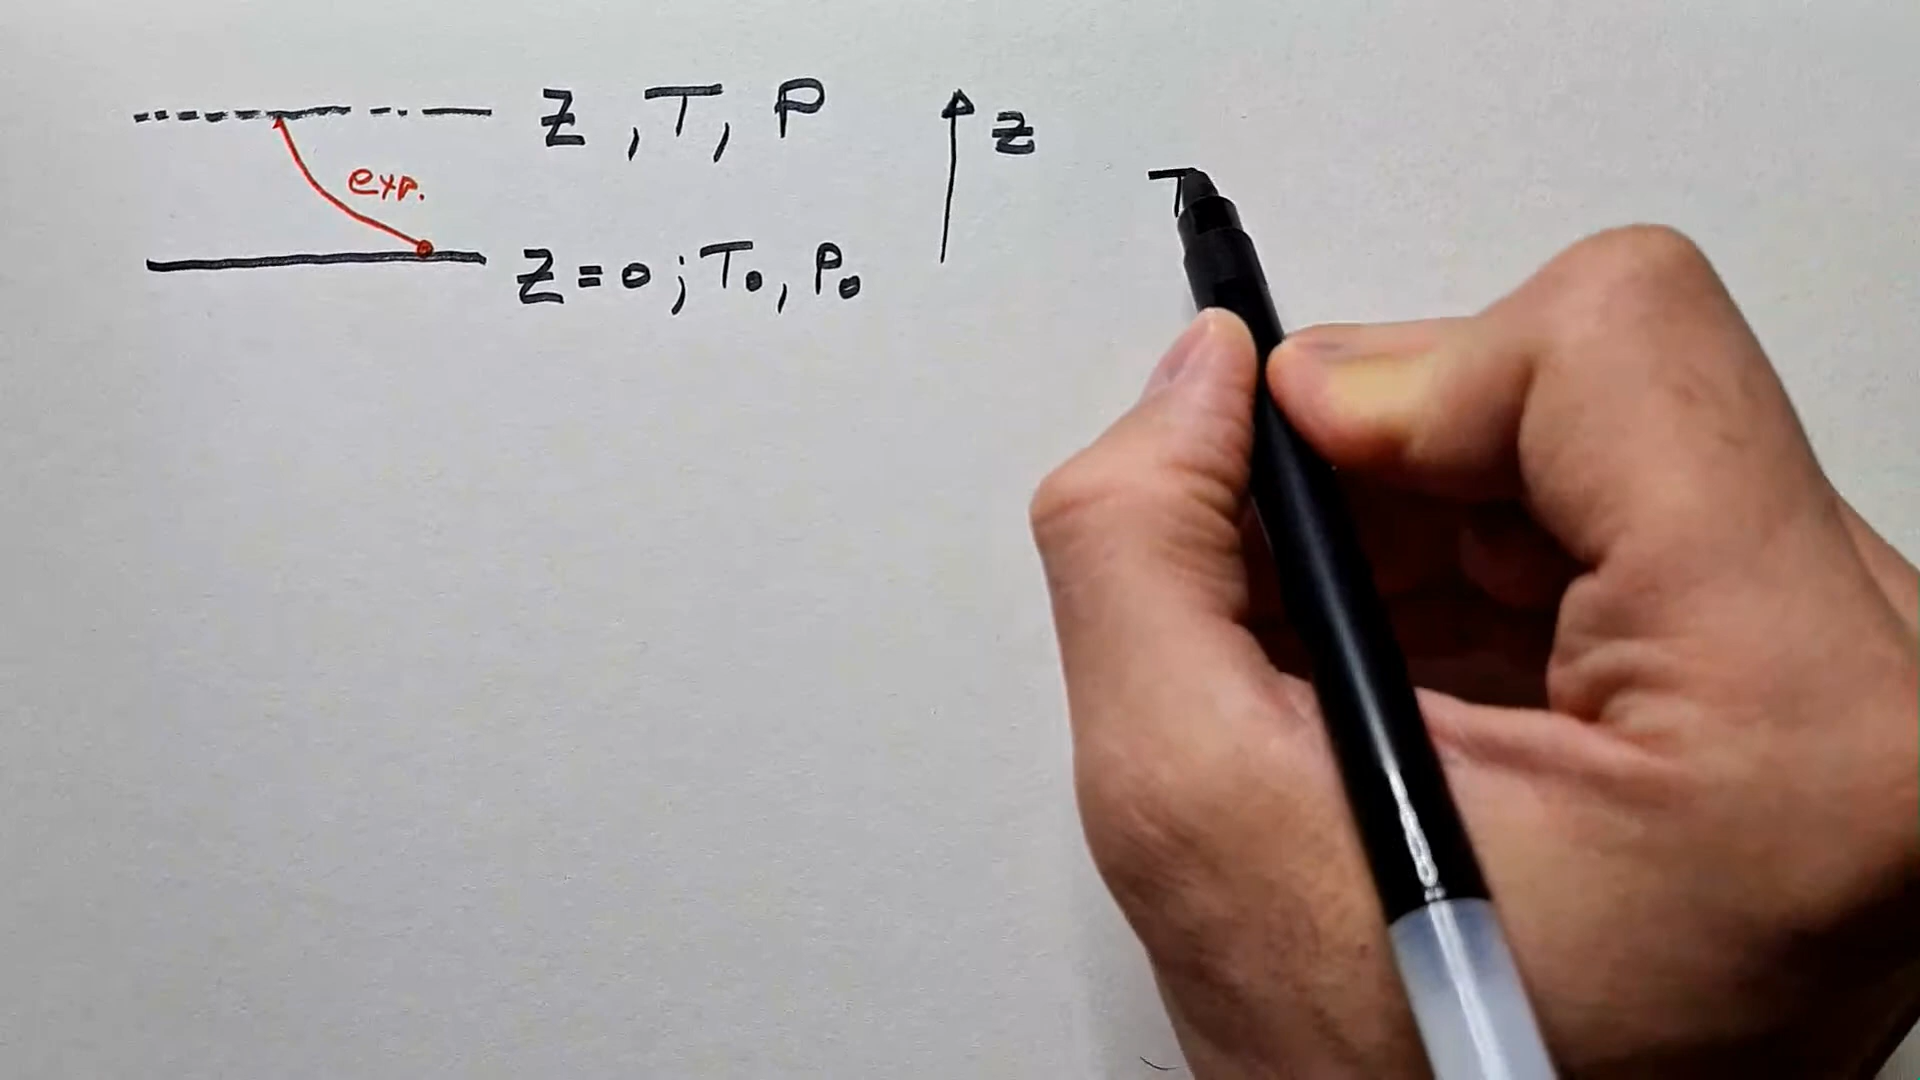 Z , T, P
z
exp.
Z = 0 ; T₀, P₀
T